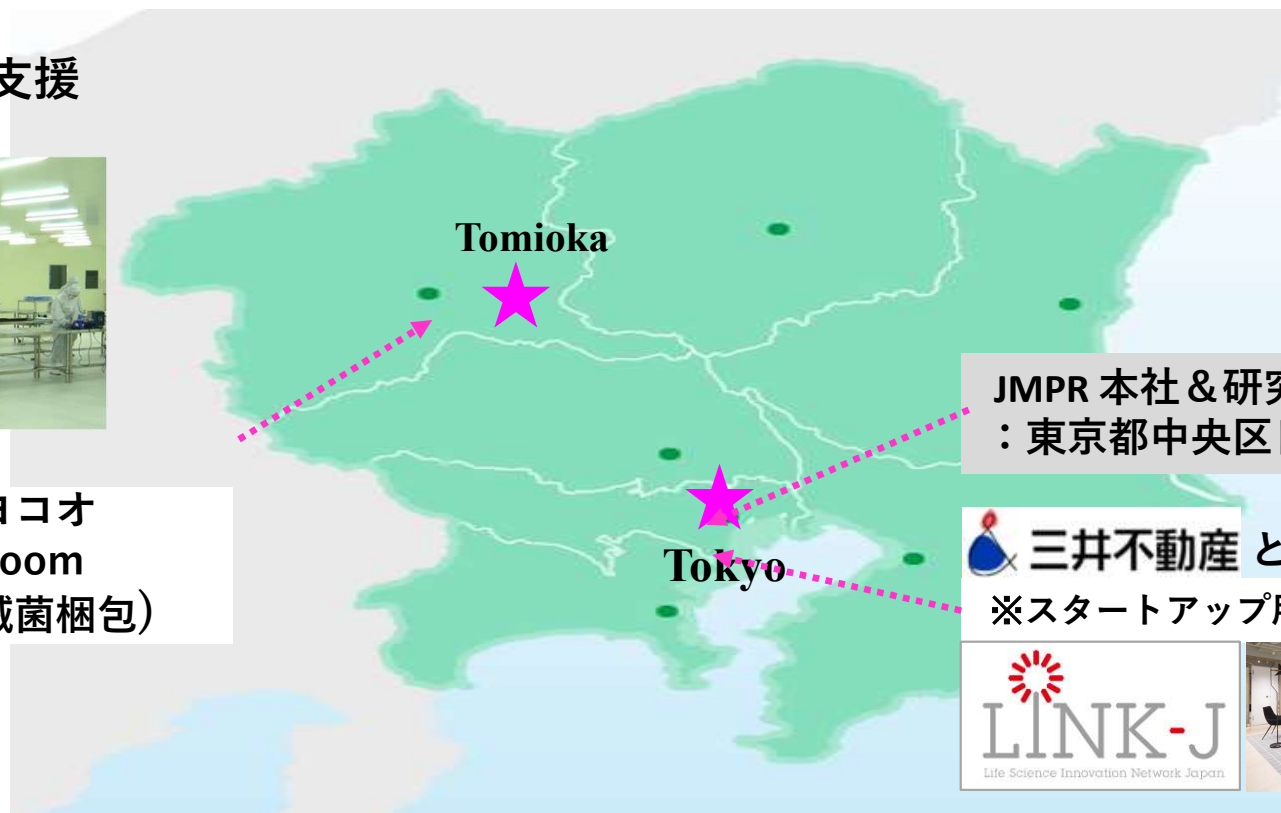 支援
Tomioka
ヨコオ
oom
菌梱包）
Tokyo
JMPR 本社＆研究
：東京都中央区
三井不動産 と
※スタートアップ用
LINK-J
Life Science Innovation Network Japan